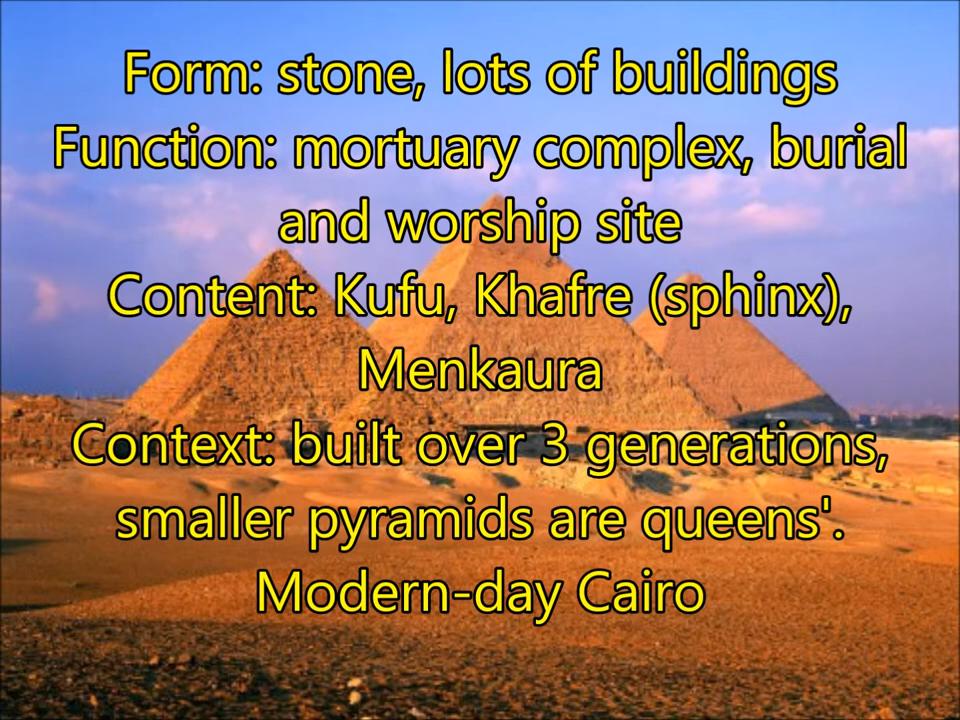 Form: stone, lots of buildings
Function: mortuary complex, burial
and worship site
Content: Kufu, Khafre (sphinx),
Menkaura
Context: built over 3 generations,
smaller pyramids are queens'.
Modern-day Cairo